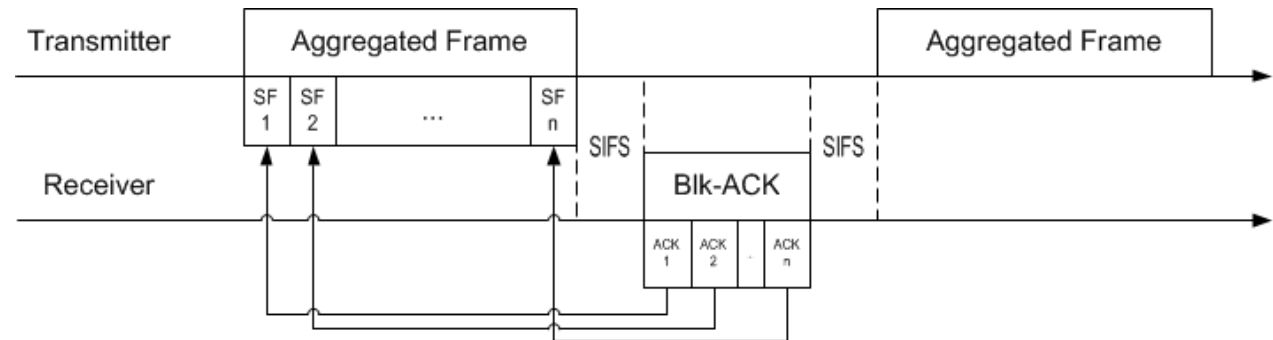 Transmitter
Aggregated Frame
Aggregated Frame
SF
1
SF
2
...
SF
n
SIFS
SIFS
Receiver
Blk-ACK
ACK
1
ACK
2
.
ACK
n